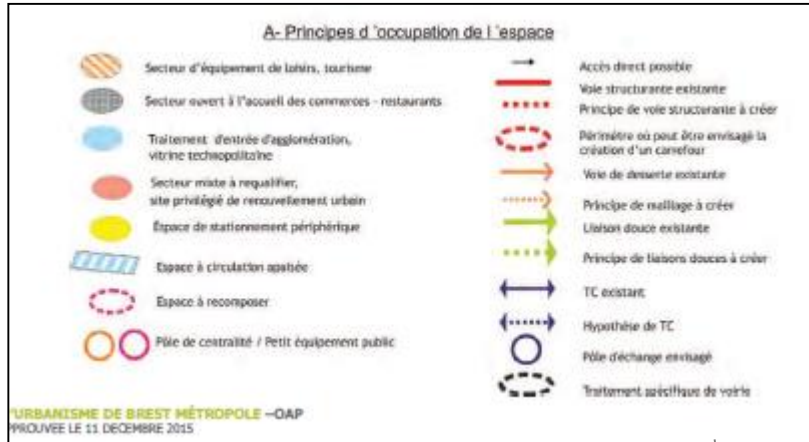 A- Principes d 'occupation de l 'espace
Secteur d'équipement de loisirs, tourisme
Secteur ouvert à l'accueil des commerces - restaurants
Traitement d'entrée d'agglomération,
vitrine technopolitaine
Secteur mixte à requalifier,
site privilégié de renouvellement urbain
Espace de stationnement périphérique
Espace à circulation apaisée
Espace à recomposer
Pôle de centralité / Petit équipement public
Accès direct possible
Voie structurante existante
Principe de voie structurante à créer
Périmètre où peut être envisagé la
création d'un carrefour
Voie de desserte existante
Principe de maillage à créer
Liaison douce existante
Principe de liaisons douces à créer
TC existant
Hypothèse de TC
Pôle d'échange envisagé
Traitement spécifique de voirie
'URBANISME DE BREST MÉTROPOLE –OAP
PROUVEE LE 11 DECEMBRE 2015